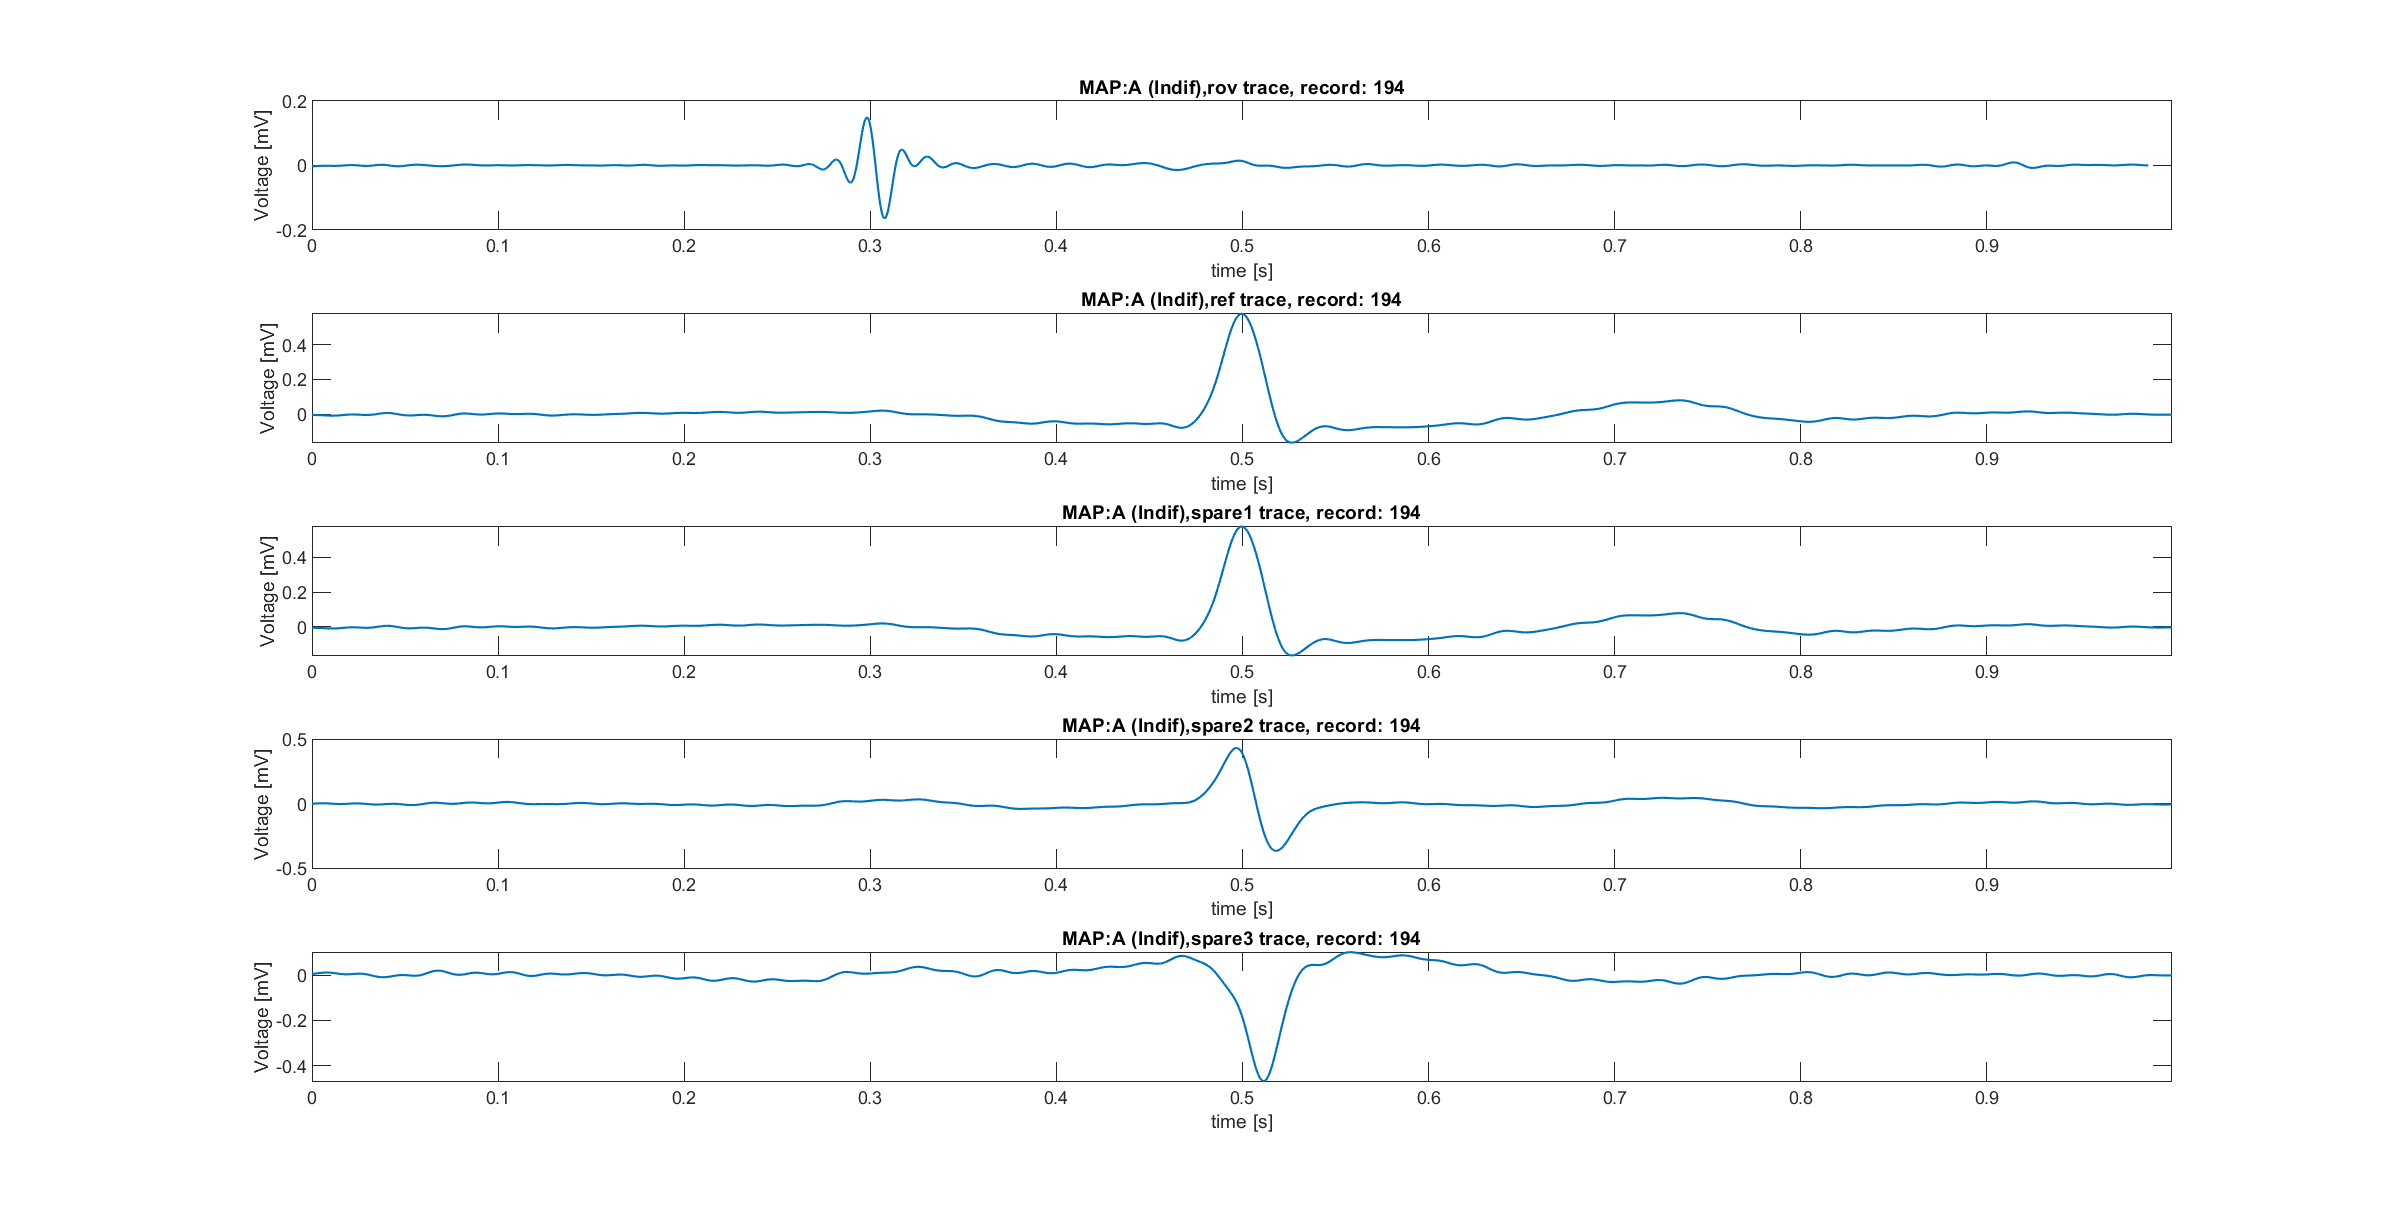 MAP:A (Indif),rov trace, record: 194
Voltage [mV]
0.2
0
-0.2
0 0.1 0.2 0.3 0.4 0.5 0.6 0.7 0.8 0.9
time [s]
MAP:A (Indif),ref trace, record: 194
Voltage [mV]
0.4
0.2
0
0 0.1 0.2 0.3 0.4 0.5 0.6 0.7 0.8 0.9
time [s]
MAP:A (Indif),spare1 trace, record: 194
Voltage [mV]
0.4
0.2
0
0 0.1 0.2 0.3 0.4 0.5 0.6 0.7 0.8 0.9
time [s]
MAP:A (Indif),spare2 trace, record: 194
Voltage [mV]
0.5
0
-0.5
0 0.1 0.2 0.3 0.4 0.5 0.6 0.7 0.8 0.9
time [s]
MAP:A (Indif),spare3 trace, record: 194
Voltage [mV]
0
-0.2
-0.4
0 0.1 0.2 0.3 0.4 0.5 0.6 0.7 0.8 0.9
time [s]